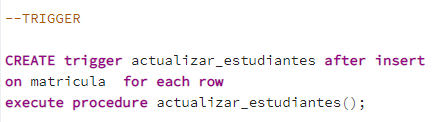 --TRIGGER
CREATE trigger actualizar_estudiantes after insert
on matricula  for each row
execute procedure actualizar_estudiantes();